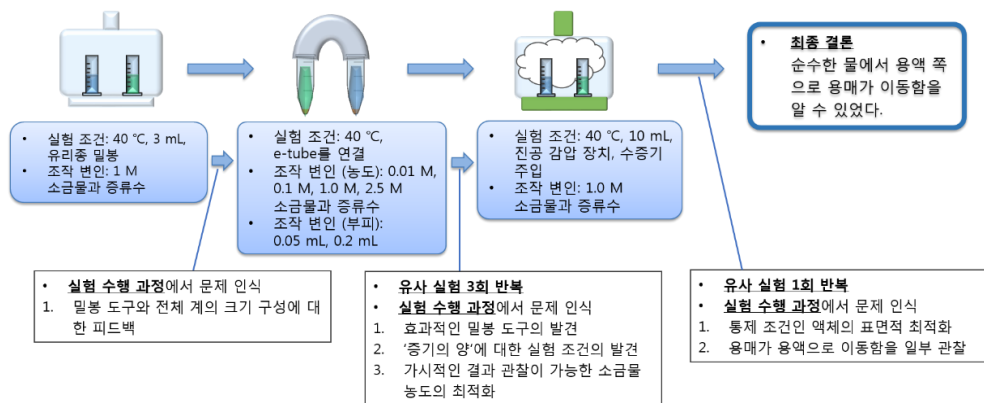 • 실험 조건: 40 ℃, 3 mL,
유리종 밀봉
• 조작 변인: 1 M
소금물과 증류수
• 실험 조건: 40 ℃,
e-tube를 연결
• 조작 변인 (농도): 0.01 M,
0.1 M, 1.0 M, 2.5 M
소금물과 증류수
• 조작 변인 (부피):
0.05 mL, 0.2 mL
• 실험 조건: 40 ℃, 10 mL,
진공 감압 장치, 수증기
주입
• 조작 변인: 1.0 M
소금물과 증류수
• 최종 결론
순수한 물에서 용액 쪽
으로 용매가 이동함을
알 수 있었다.
• 실험 수행 과정에서 문제 인식
1. 밀봉 도구와 전체 계의 크기 구성에 대
한 피드백
• 유사 실험 3회 반복
• 실험 수행 과정에서 문제 인식
1. 효과적인 밀봉 도구의 발견
2. ‘증기의 양’에 대한 실험 조건의 발견
3. 가시적인 결과 관찰이 가능한 소금물
농도의 최적화
• 유사 실험 1회 반복
• 실험 수행 과정에서 문제 인식
1. 통제 조건인 액체의 표면적 최적화
2. 용매가 용액으로 이동함을 일부 관찰